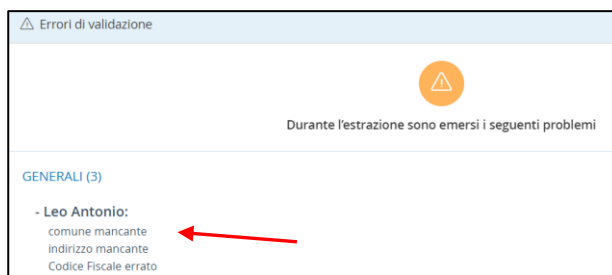 Errori di validazione
Durante l'estrazione sono emersi i seguenti problemi
GENERALI (3)
- Leo Antonio:
comune mancante
indirizzo mancante
Codice Fiscale errato